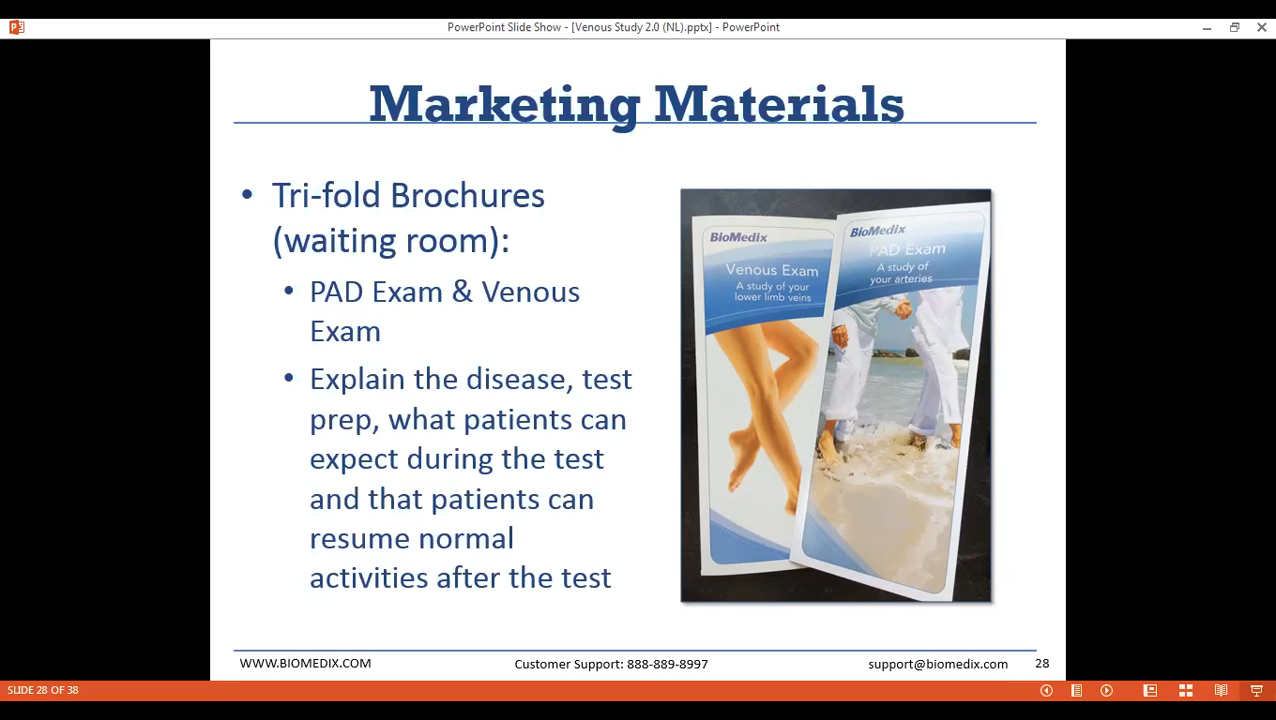 PowerPoint Slide Show - [Venous Study 2.0 (NL).pptx] - PowerPoint
Marketing Materials
• Tri-fold Brochures
(waiting room):
• PAD Exam & Venous
Exam
• Explain the disease, test
prep, what patients can
expect during the test
and that patients can
resume normal
activities after the test
BioMedix
Venous Exam
A study of your
lower limb veins
BioMedix
PAD Exam
A study of
your arteries
WWW.BIOMEDIX.COM
Customer Support: 888-889-8997
support@biomedix.com
28
SLIDE 28 OF 38